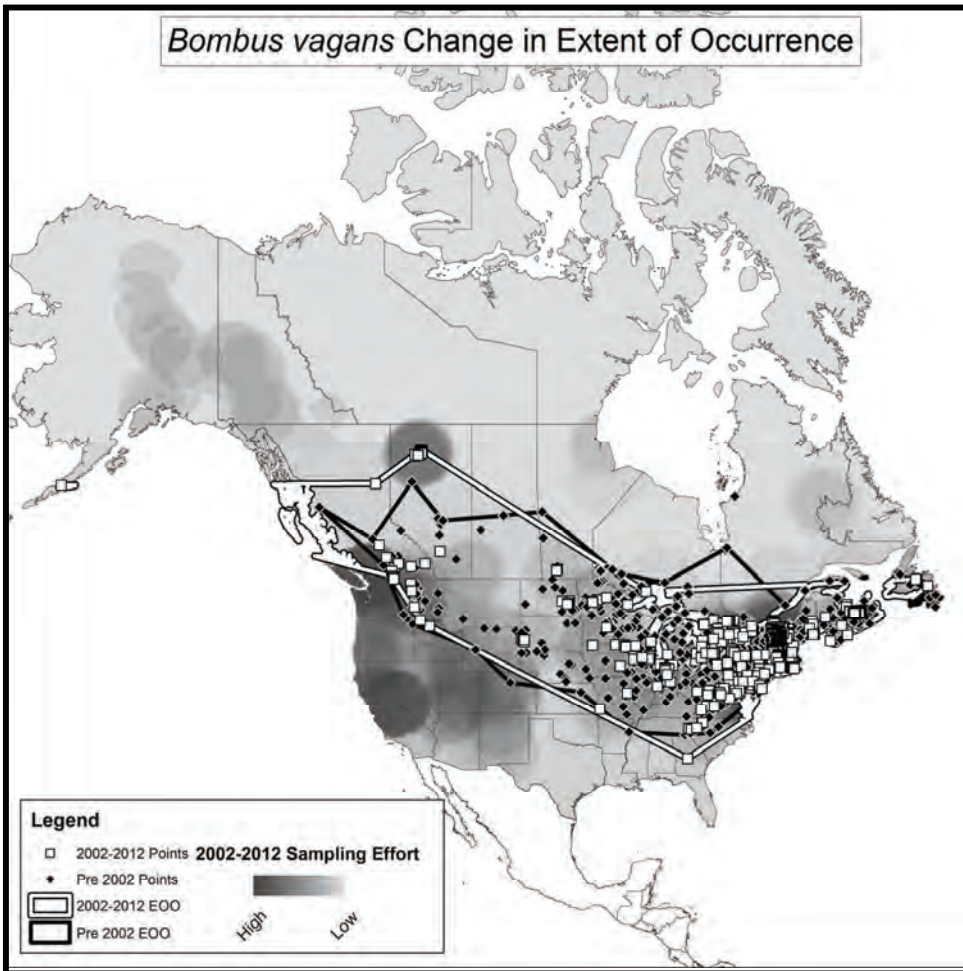 Bombus vagans Change in Extent of Occurrence
Legend
2002-2012 Points
Pre 2002 Points
2002-2012 EOO
Pre 2002 EOO
2002-2012 Sampling Effort
High
Low